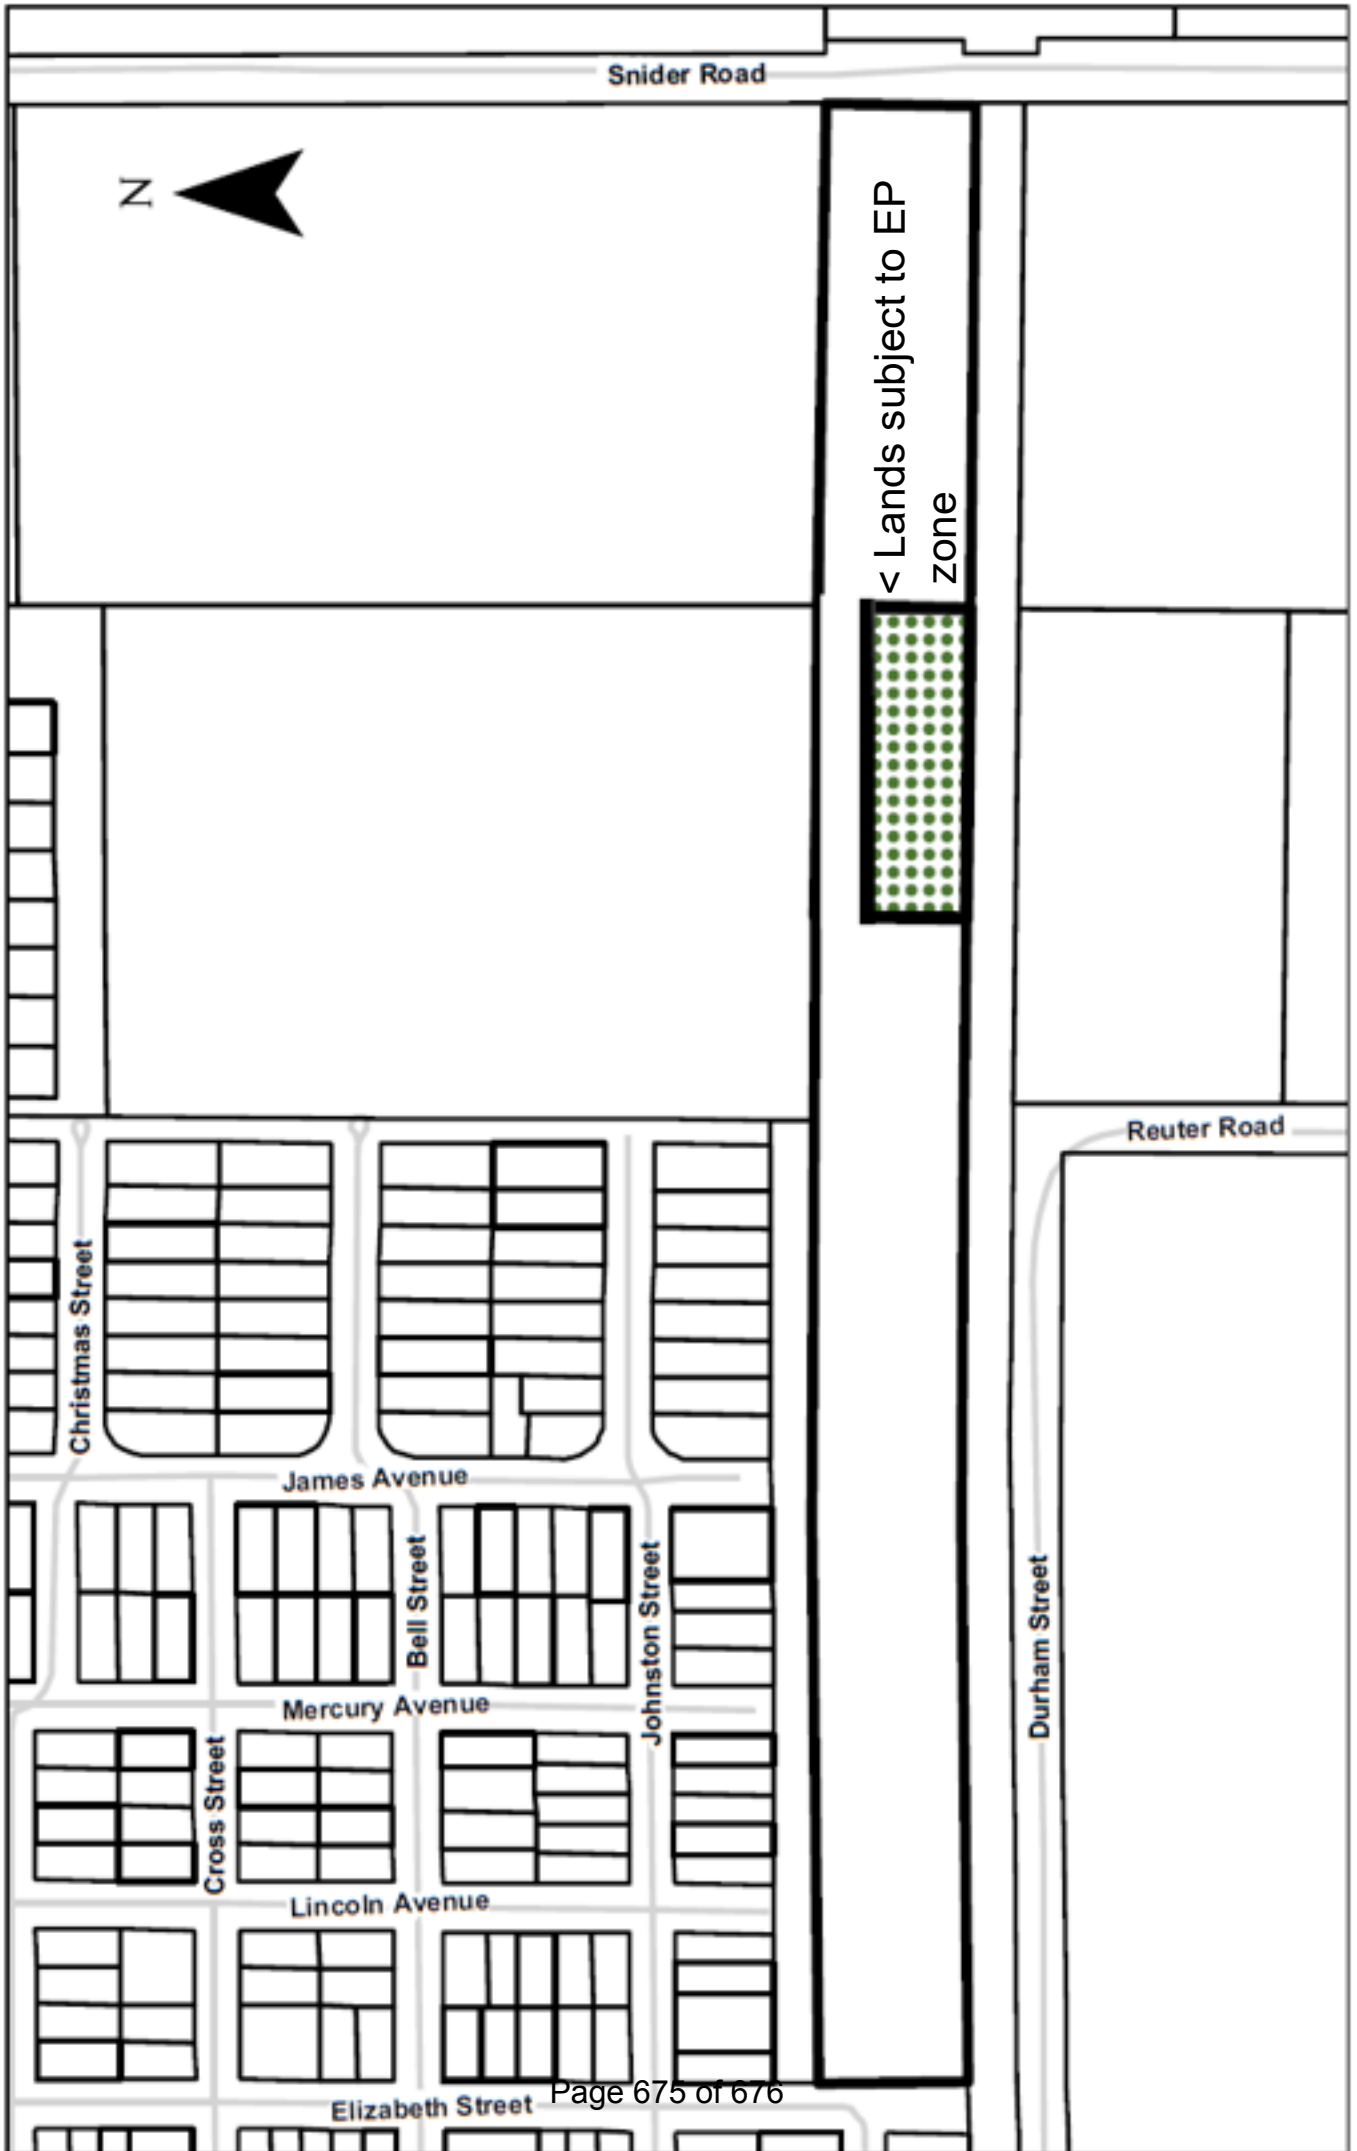 Snider Road
N
< Lands subject to EP
zone
Reuter Road
Christmas Street
James Avenue
Bell Street
Johnston Street
Durham Street
Mercury Avenue
Cross Street
Lincoln Avenue
Page 675 of 676
Elizabeth Street